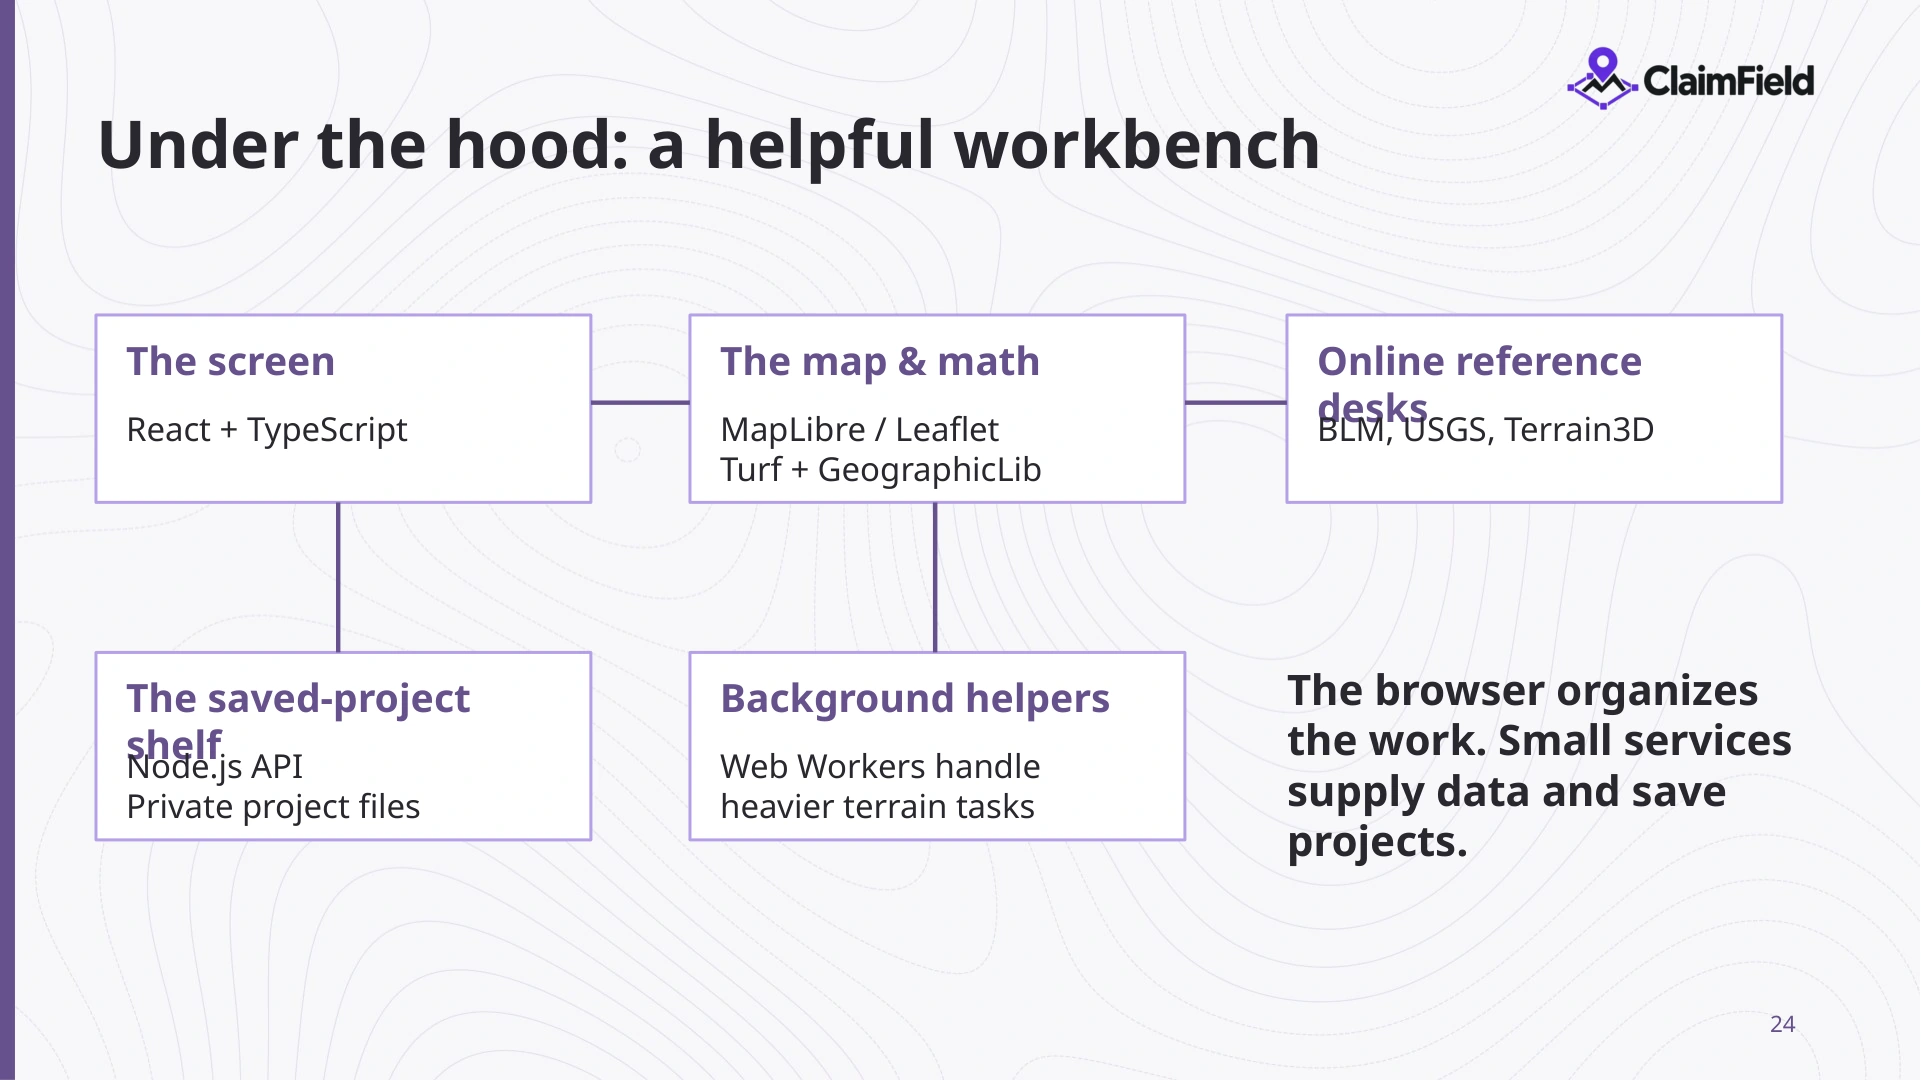 ClaimField
Under the hood: a helpful workbench
The screen
React + TypeScript
The map & math
MapLibre / Leaflet
Turf + GeographicLib
Online reference
desks
BLM, USGS, Terrain3D
The saved-project
shelf
Node.js API
Private project files
Background helpers
Web Workers handle
heavier terrain tasks
The browser organizes
the work. Small services
supply data and save
projects.
24